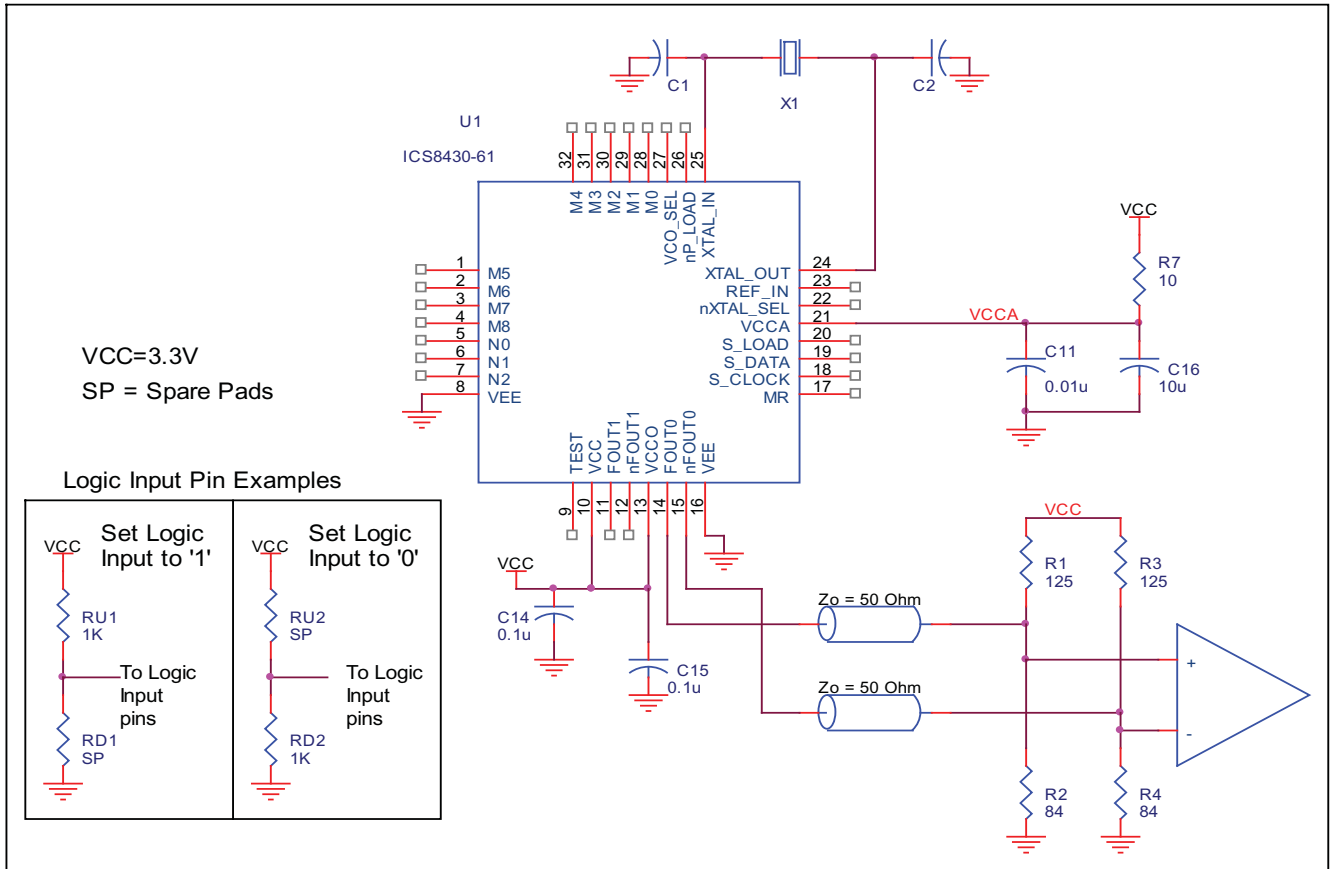 C1
X1
C2
U1
ICS8430-61
32
31
30
29
28
27
26
25
M4
M3
M2
M1
M0
VCO_SEL
nP_LOAD
XTAL_IN
1
2
3
4
5
6
7
8
M5
M6
M7
M8
N0
N1
N2
VEE
XTAL_OUT
REF_IN
nXTAL_SEL
VCCA
S_LOAD
S_DATA
S_CLOCK
MR
24
23
22
21
20
19
18
17
VCC
R7
10
VCCA
C11
0.01u
C16
10u
VCC=3.3V
SP = Spare Pads
TEST
VCC
FOUT1
nFOUT1
VCCO
FOUT0
nFOUT0
VEE
9
10
11
12
13
14
15
16
Logic Input Pin Examples
Set Logic
Input to '1'
VCC
RU1
1K
To Logic
Input
pins
RD1
SP
Set Logic
Input to '0'
VCC
RU2
SP
To Logic
Input
pins
RD2
1K
VCC
C14
0.1u
C15
0.1u
Zo = 50 Ohm
Zo = 50 Ohm
VCC
R1
125
R3
125
+
-
R2
84
R4
84